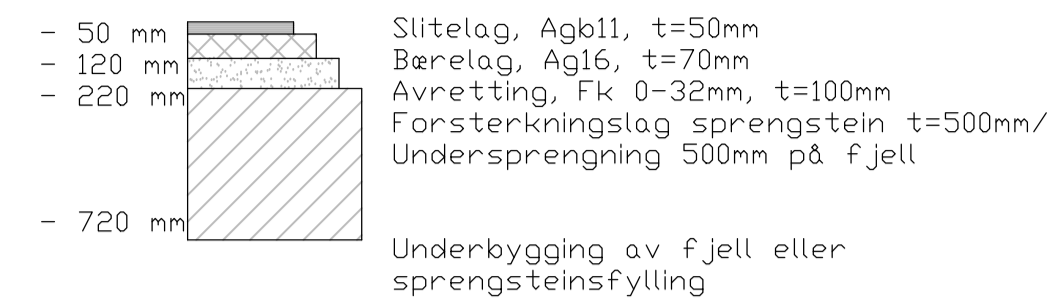 - 50 mm Slitelag, Agb11, t=50mm
- 120 mm Bærelag, Ag16, t=70mm
- 220 mm Avretting, Fk 0-32mm, t=100mm
Forsterkningslag sprengstein t=500mm/
Undersprengning 500mm på fjell
- 720 mm
Underbygging av fjell eller
sprengsteinsfylling